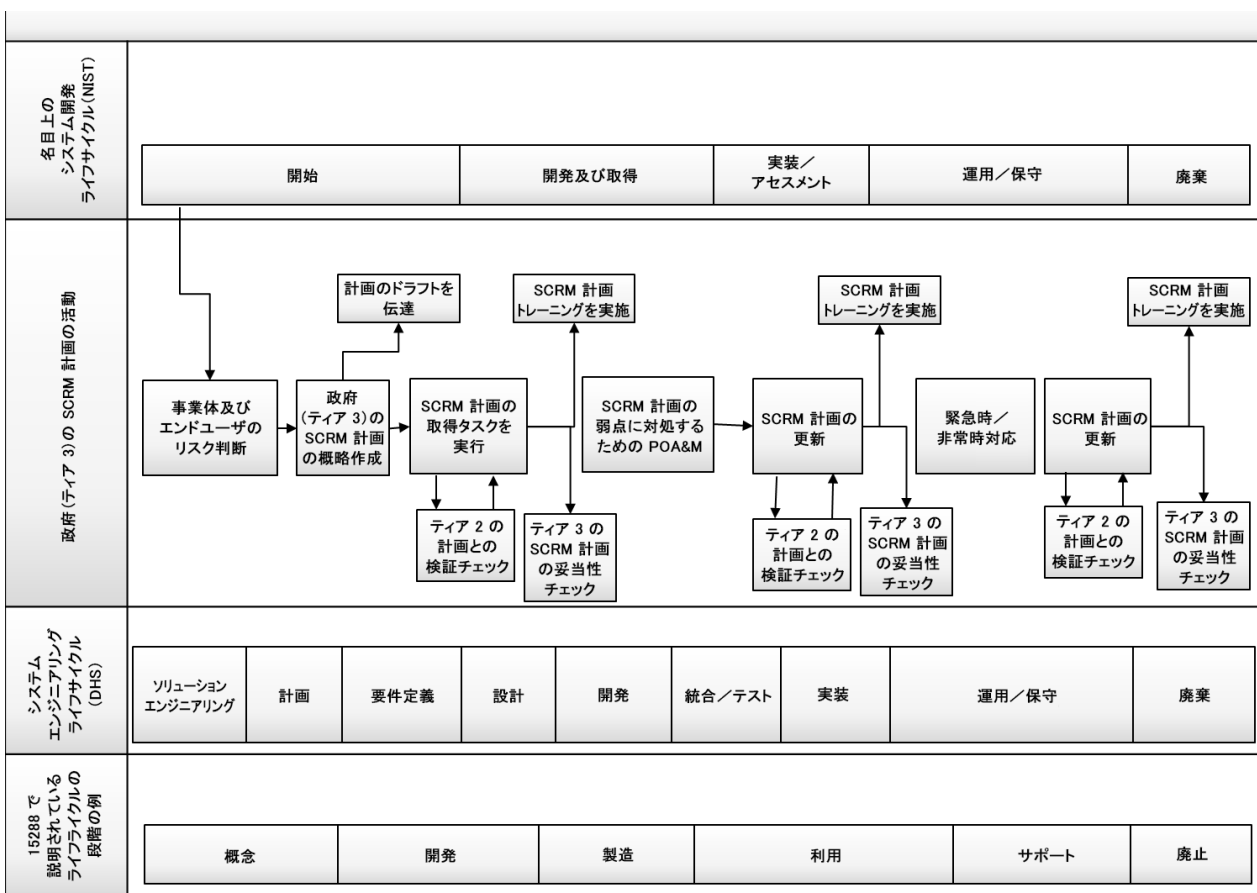 名目上の
システム開発
ライフサイクル(NIST)
開始
開発及び取得
実装／
アセスメント
運用／保守
廃棄
政府(ティア 3)の SCRM 計画の活動
計画のドラフトを
伝達
SCRM 計画
トレーニングを実施
SCRM 計画
トレーニングを実施
SCRM 計画
トレーニングを実施
事業体及び
エンドユーザの
リスク判断
政府
(ティア 3)の
SCRM 計画
の概略作成
SCRM 計画の
取得タスクを
実行
SCRM 計画の
弱点に対処する
ための POA&M
SCRM 計画の
更新
緊急時／
非常時対応
SCRM 計画の
更新
ティア 2 の
計画との
検証チェック
ティア 3 の
SCRM 計画
の妥当性
チェック
ティア 2 の
計画との
検証チェック
ティア 3 の
SCRM 計画
の妥当性
チェック
ティア 2 の
計画との
検証チェック
ティア 3 の
SCRM 計画
の妥当性
チェック
システム
エンジニアリング
ライフサイクル
(DHS)
ソリューション
エンジニアリング
計画
要件定義
設計
開発
統合／テスト
実装
運用／保守
廃棄
15288 で
説明されている
ライフライクルの
段階の例
概念
開発
製造
利用
サポート
廃止